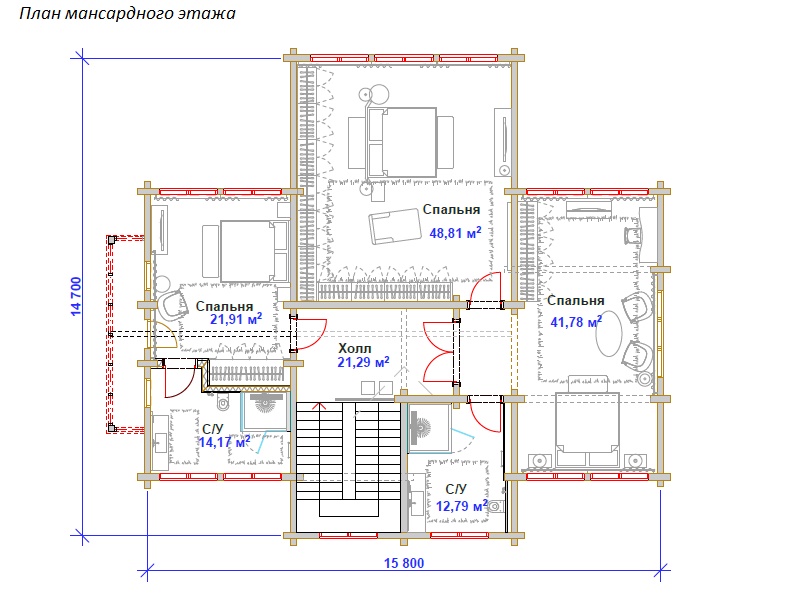 План мансардного этажа
Спальня
48,81 м²
Спальня
21,91 м²
Спальня
41,78 м²
Холл
21,29 м²
С/У
14,17 м²
С/У
12,79 м²
14 700
15 800